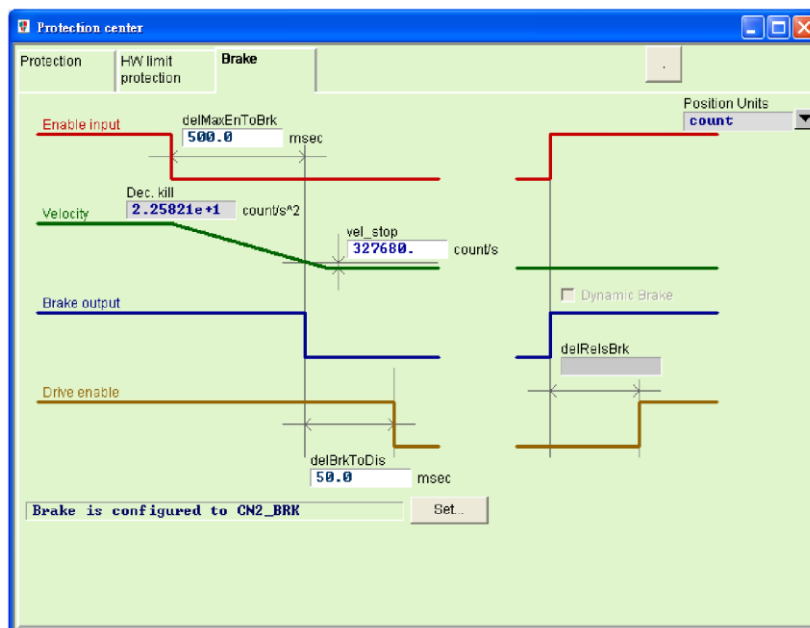 Protection center
Protection
HW limit
protection
Brake
.
Position Units
count
Enable input
delMaxEnToBrk
500.0 msec
Velocity
Dec. kill
2.25821e+1 count/s^2
vel_stop
327680. count/s
Brake output
Dynamic Brake
delRelsBrk
Drive enable
delBrkToDis
50.0 msec
Brake is configured to CN2_BRK
Set...